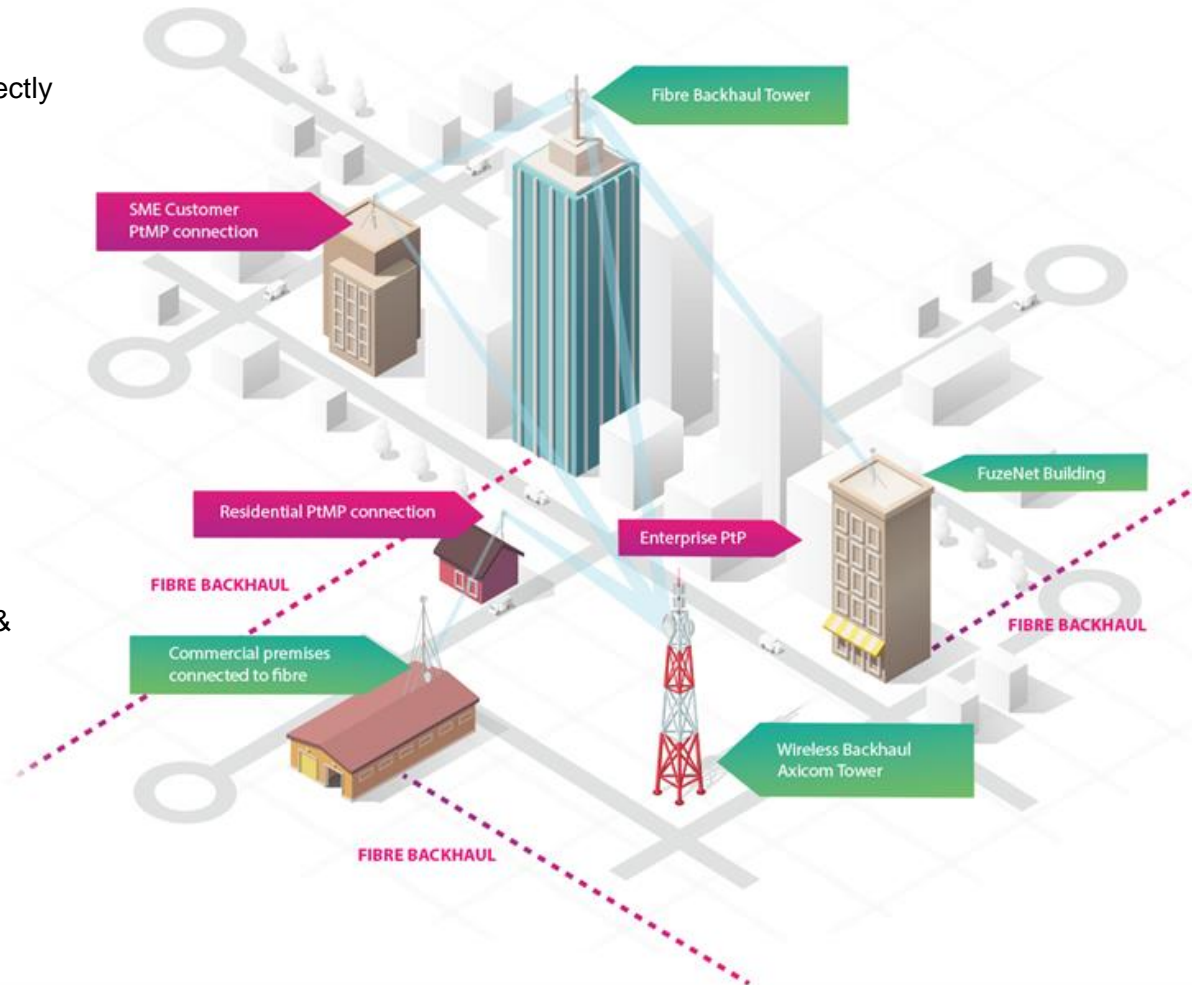 ectly
Fibre Backhaul Tower
SME Customer
PtMP connection
FuzeNet Building
Residential PtMP connection
Enterprise PtP
FIBRE BACKHAUL
&
FIBRE BACKHAUL
Commercial premises
connected to fibre
Wireless Backhaul
Axicom Tower
FIBRE BACKHAUL